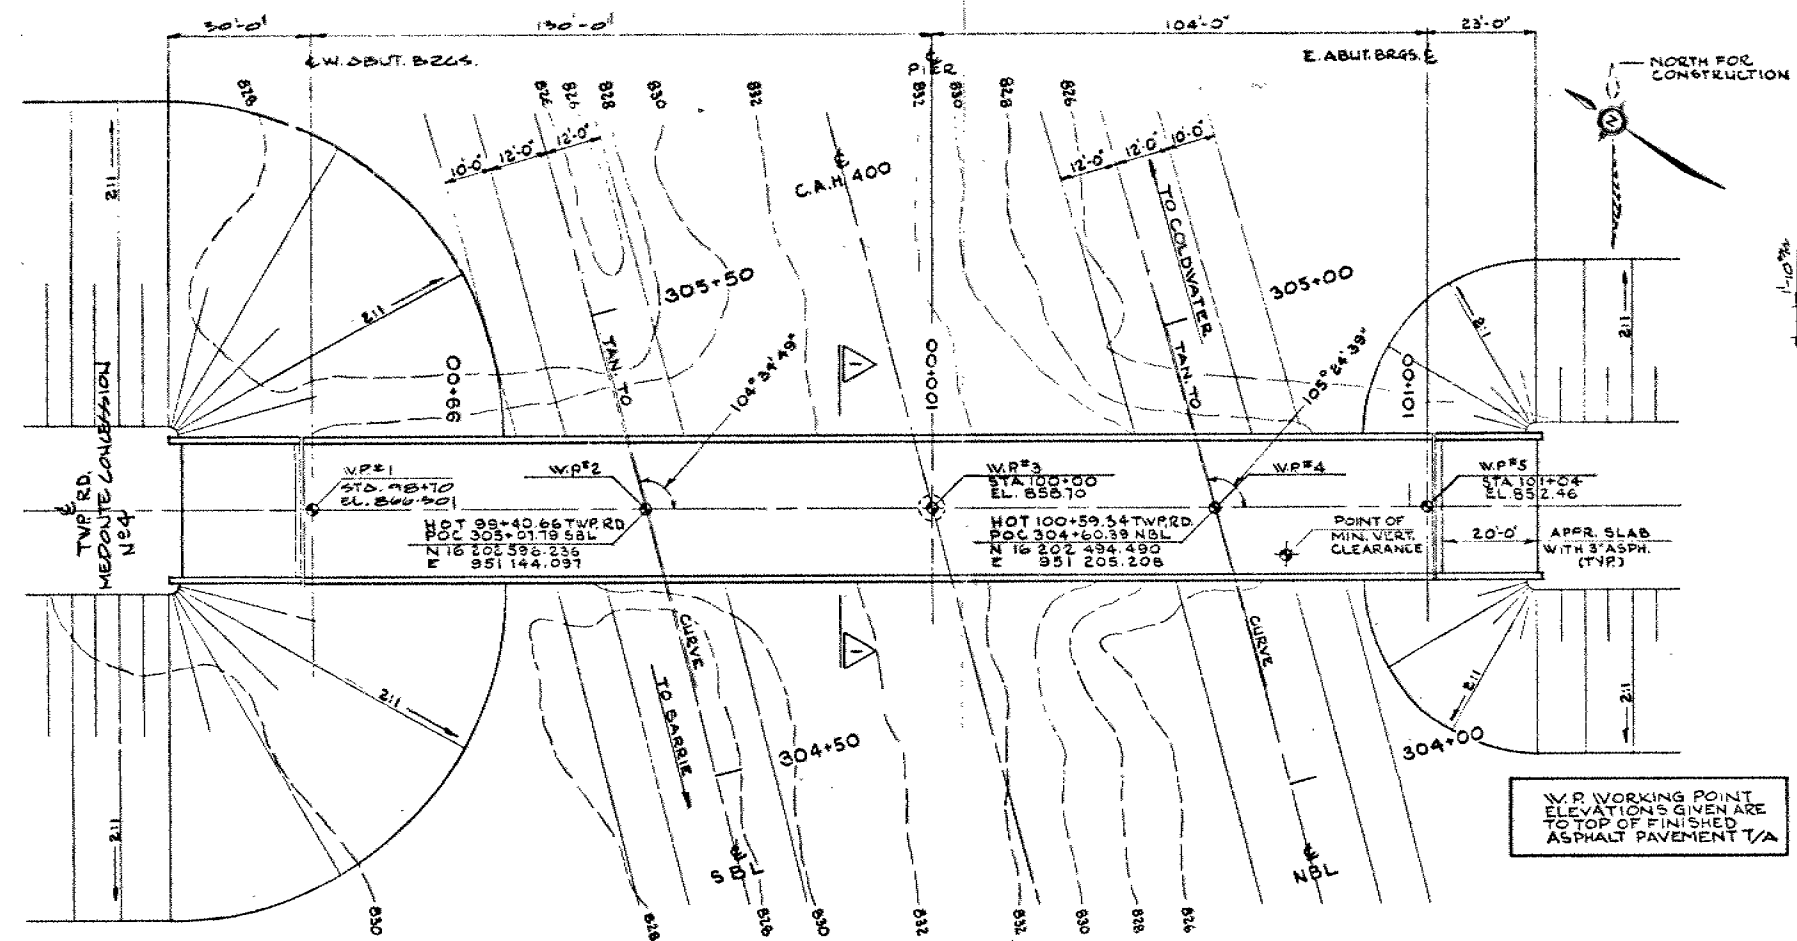 30'-0"
130'-0"
104'-0"
23'-0"
℄ W. ABUT. BRGS.
℄
PIER
E. ABUT. BRGS. ℄
NORTH FOR
CONSTRUCTION
N
828
826
826
828
830
832
832
830
828
826
10'-0"
12'-0"
12'-0"
12'-0"
12'-0"
10'-0"
℄
C.A.H. 400
TO COLDWATER
2:1
2:1
305+50
305+00
2:1
2:1
TAN. TO
TAN. TO
99+00
104° 34' 49"
1
100+00
105° 24' 39"
101+00
℄
TWP. RD.
MEDONTE CONCESSION
Nº4
W.P.#1
STA. 98+70
EL. 866.501
W.P.#2
W.P.#3
STA. 100+00
EL. 858.70
W.P.#4
W.P.#5
STA. 101+04
EL. 852.46
HOT 99+40.66 TWP. RD.
POC 305+01.79 SBL
N 16 202 596.236
E 951 144.097
HOT 100+59.34 TWP. RD.
POC 304+60.39 NBL
N 16 202 494.490
E 951 205.208
POINT OF
MIN. VERT.
CLEARANCE
20'-0"
APPR. SLAB
WITH 3" ASPH.
(TYP.)
CURVE
CURVE
1
2:1
2:1
TO BARRIE
304+50
304+00
2:1
2:1
℄
SBL
℄
NBL
W.P. WORKING POINT
ELEVATIONS GIVEN ARE
TO TOP OF FINISHED
ASPHALT PAVEMENT T/A
830
828
828
830
832
832
830
828
826